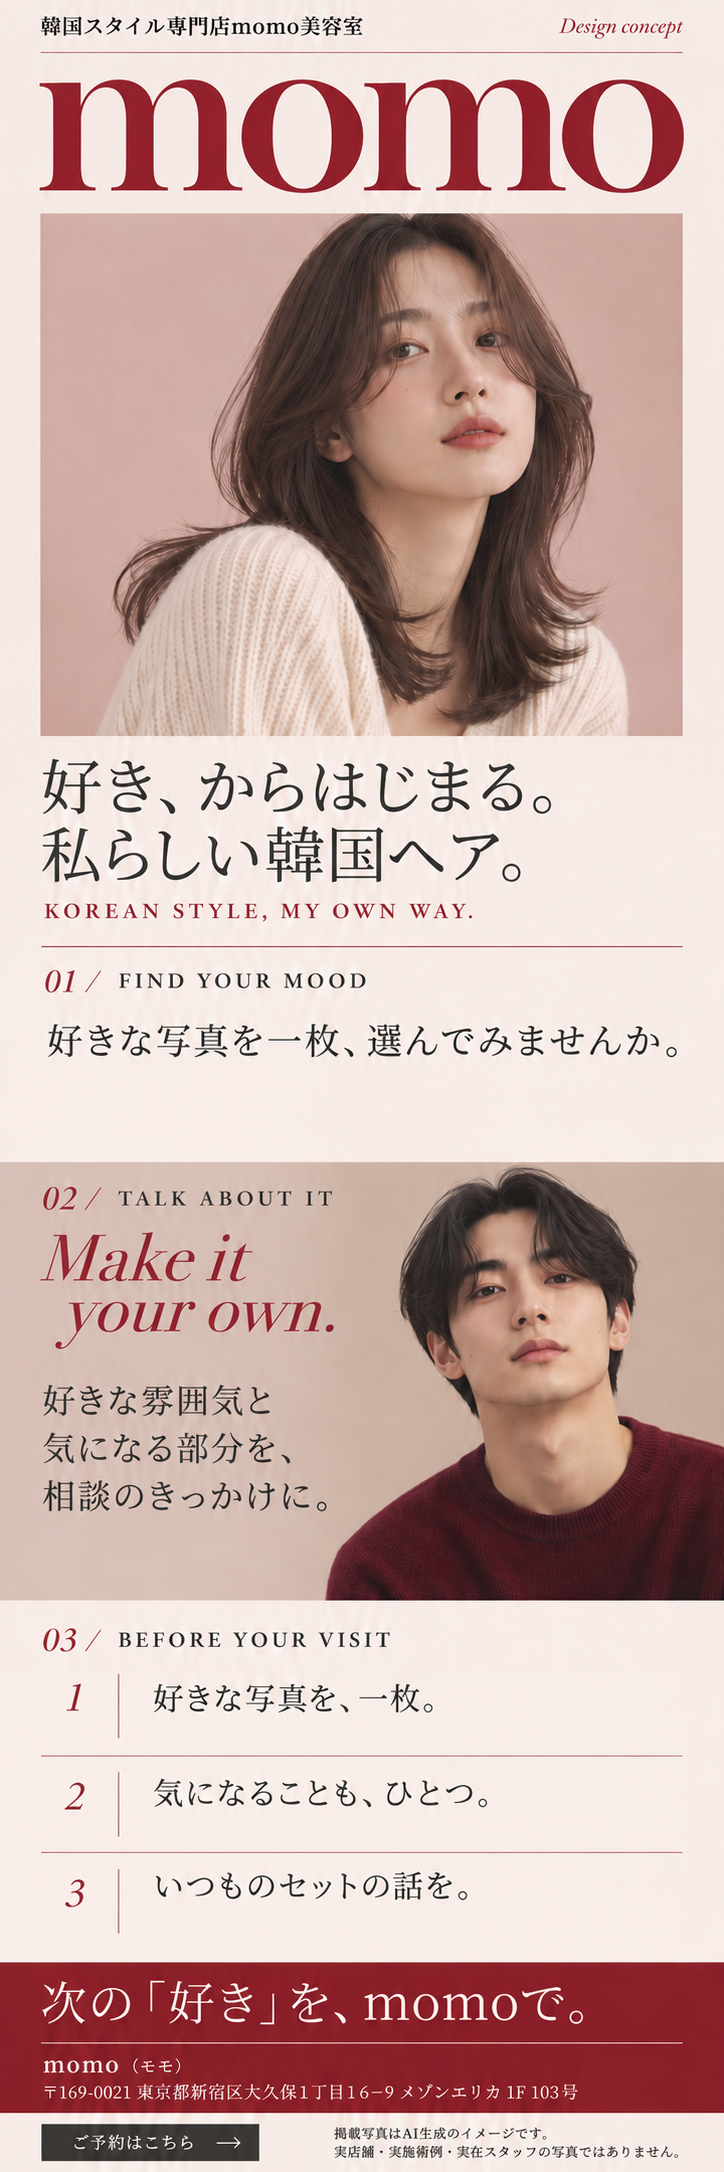 韓国スタイル専門店momo美容室
Design concept
momo
好き、からはじまる。
私らしい韓国ヘア。
KOREAN STYLE, MY OWN WAY.
01 / FIND YOUR MOOD
好きな写真を一枚、選んでみませんか。
02 / TALK ABOUT IT
Make it
your own.
好きな雰囲気と
気になる部分を、
相談のきっかけに。
03 / BEFORE YOUR VISIT
1 好きな写真を、一枚。
2 気になることも、ひとつ。
3 いつものセットの話を。
次の「好き」を、momoで。
momo（モモ）
〒169-0021 東京都新宿区大久保1丁目16−9 メゾンエリカ 1F 103号
ご予約はこちら →
掲載写真はAI生成のイメージです。
実店舗・実施術例・実在スタッフの写真ではありません。